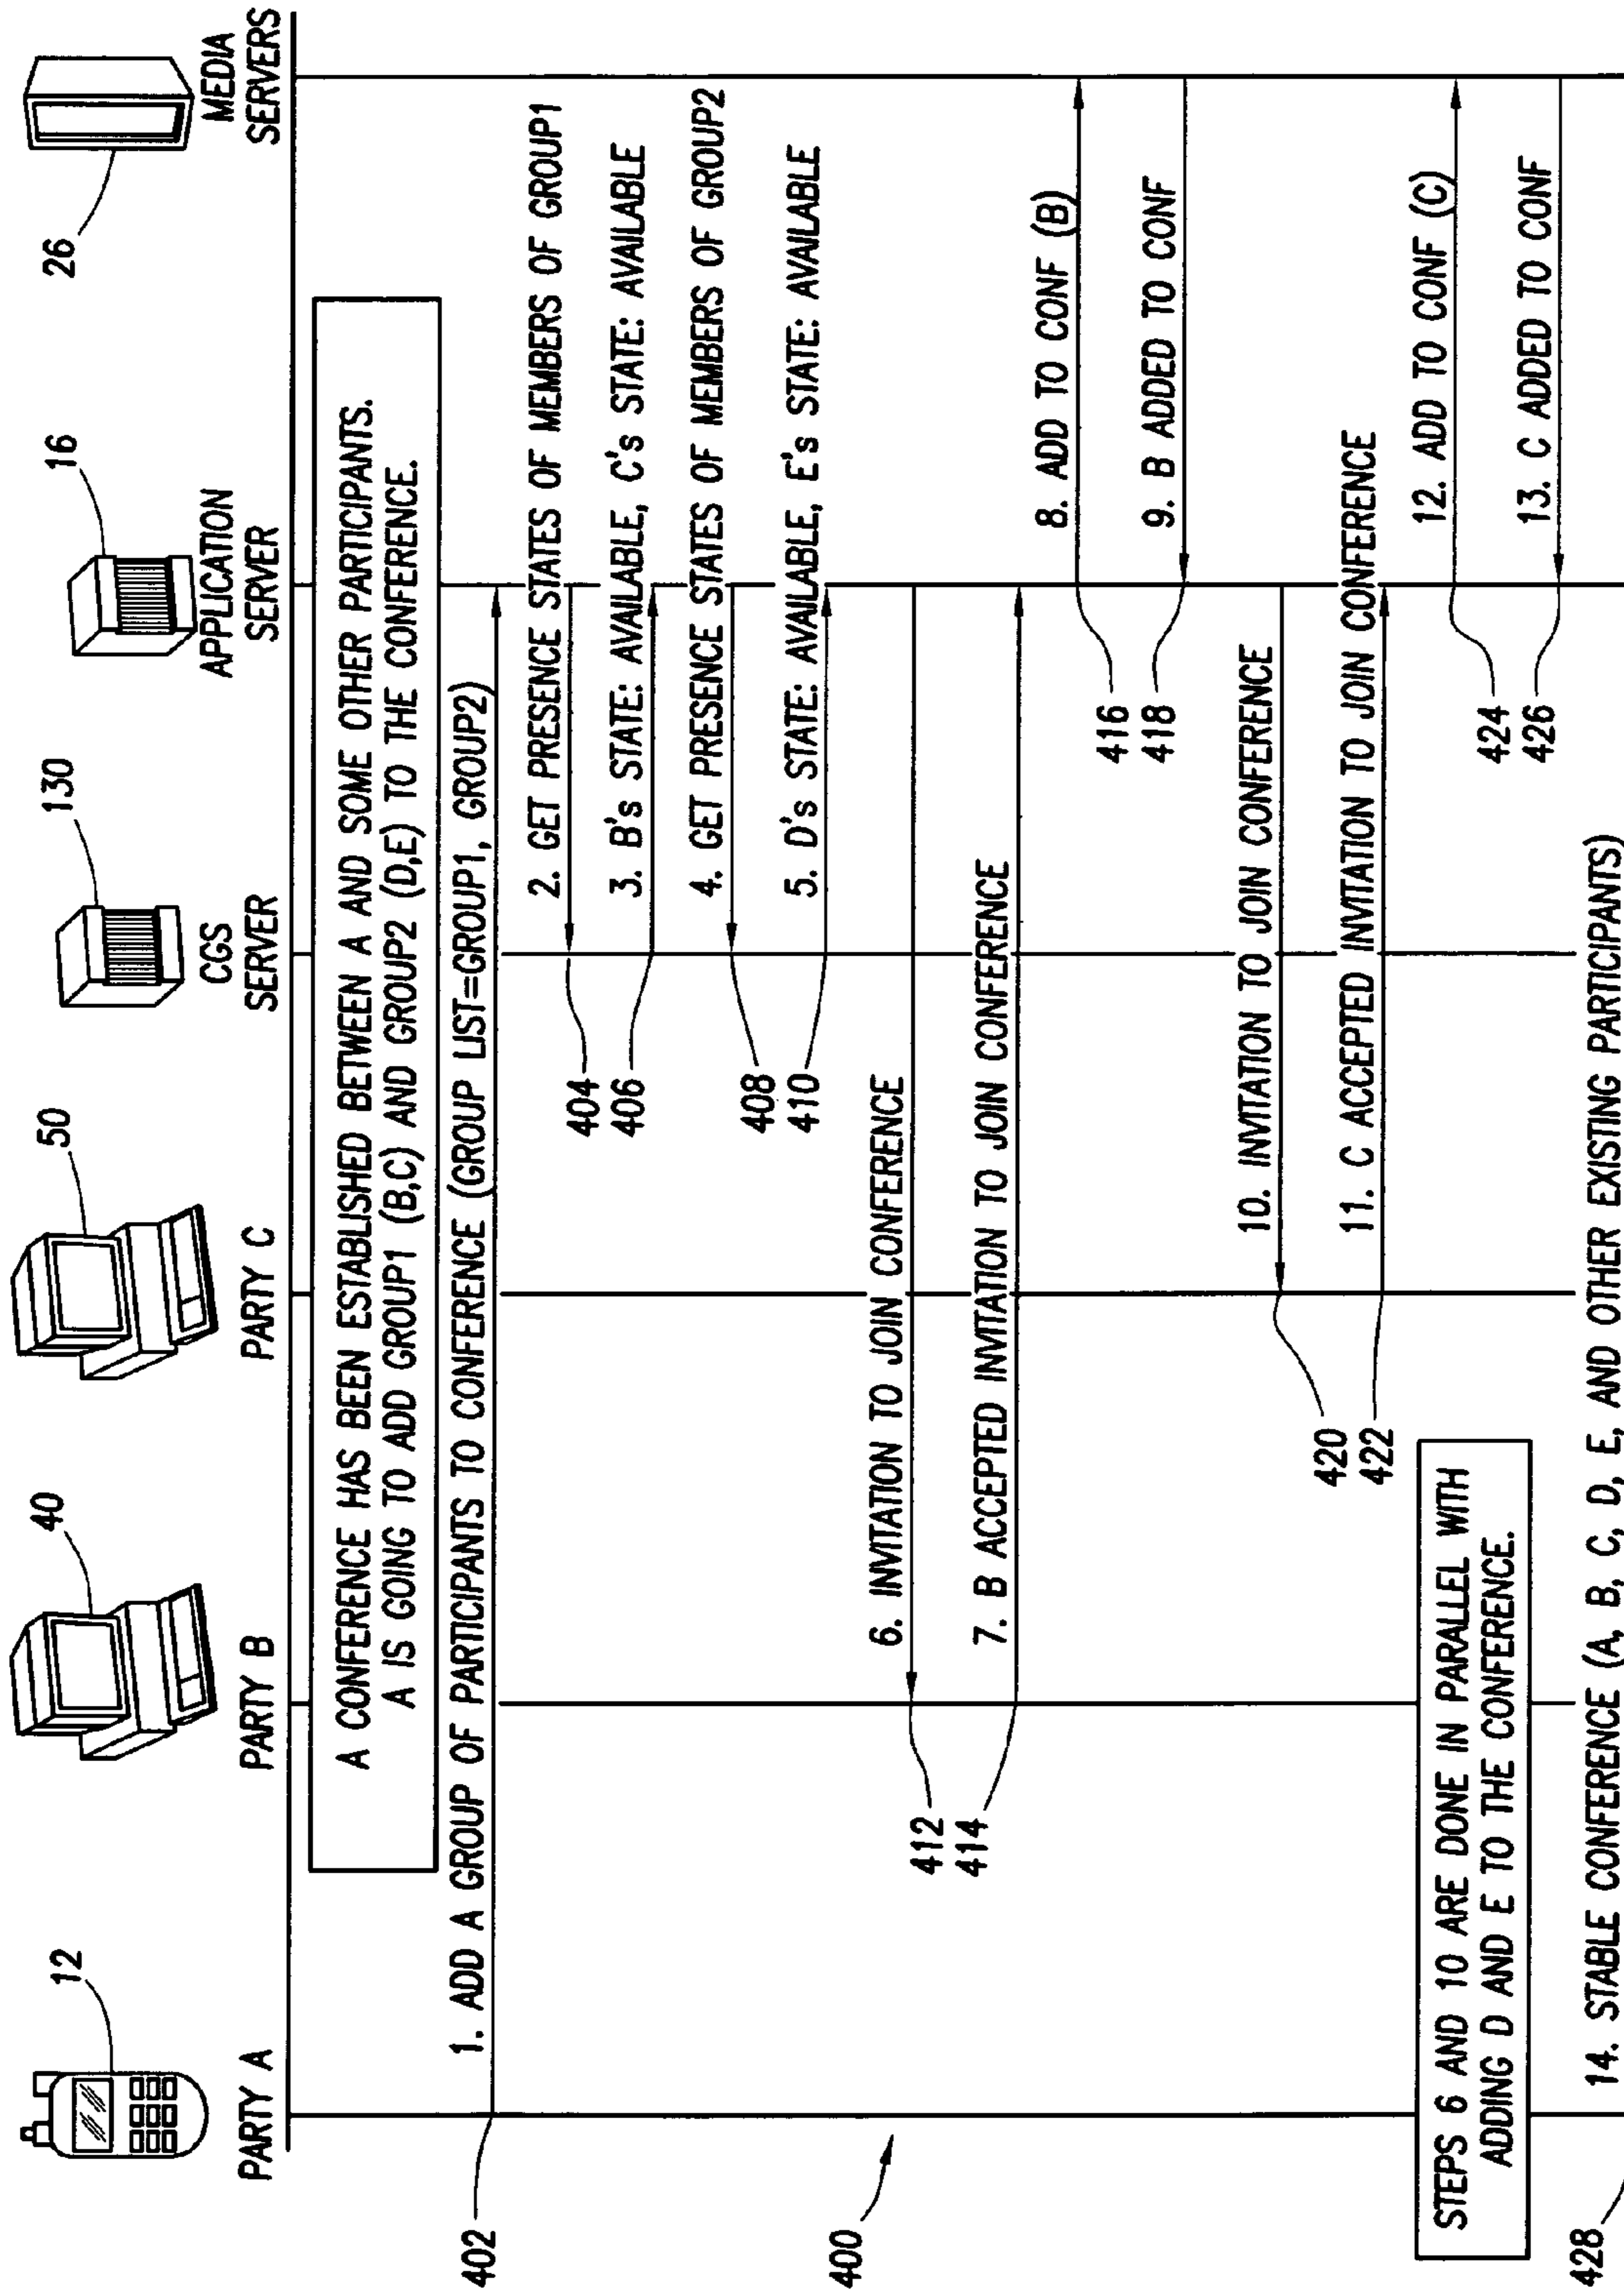 12
40
50
130
16
26
PARTY A
PARTY B
PARTY C
CGS
SERVER
APPLICATION
SERVER
MEDIA
SERVERS
A CONFERENCE HAS BEEN ESTABLISHED BETWEEN A AND SOME OTHER PARTICIPANTS.
A IS GOING TO ADD GROUP1 (B,C) AND GROUP2 (D,E) TO THE CONFERENCE.
402
1. ADD A GROUP OF PARTICIPANTS TO CONFERENCE (GROUP LIST=GROUP1, GROUP2)
2. GET PRESENCE STATES OF MEMBERS OF GROUP1
404
3. B's STATE: AVAILABLE, C's STATE: AVAILABLE
406
4. GET PRESENCE STATES OF MEMBERS OF GROUP2
408
5. D's STATE: AVAILABLE, E's STATE: AVAILABLE
410
400
6. INVITATION TO JOIN CONFERENCE
412
7. B ACCEPTED INVITATION TO JOIN CONFERENCE
414
8. ADD TO CONF (B)
416
9. B ADDED TO CONF
418
10. INVITATION TO JOIN CONFERENCE
420
11. C ACCEPTED INVITATION TO JOIN CONFERENCE
422
12. ADD TO CONF (C)
424
13. C ADDED TO CONF
426
STEPS 6 AND 10 ARE DONE IN PARALLEL WITH
ADDING D AND E TO THE CONFERENCE.
428
14. STABLE CONFERENCE (A, B, C, D, E, AND OTHER EXISTING PARTICIPANTS)